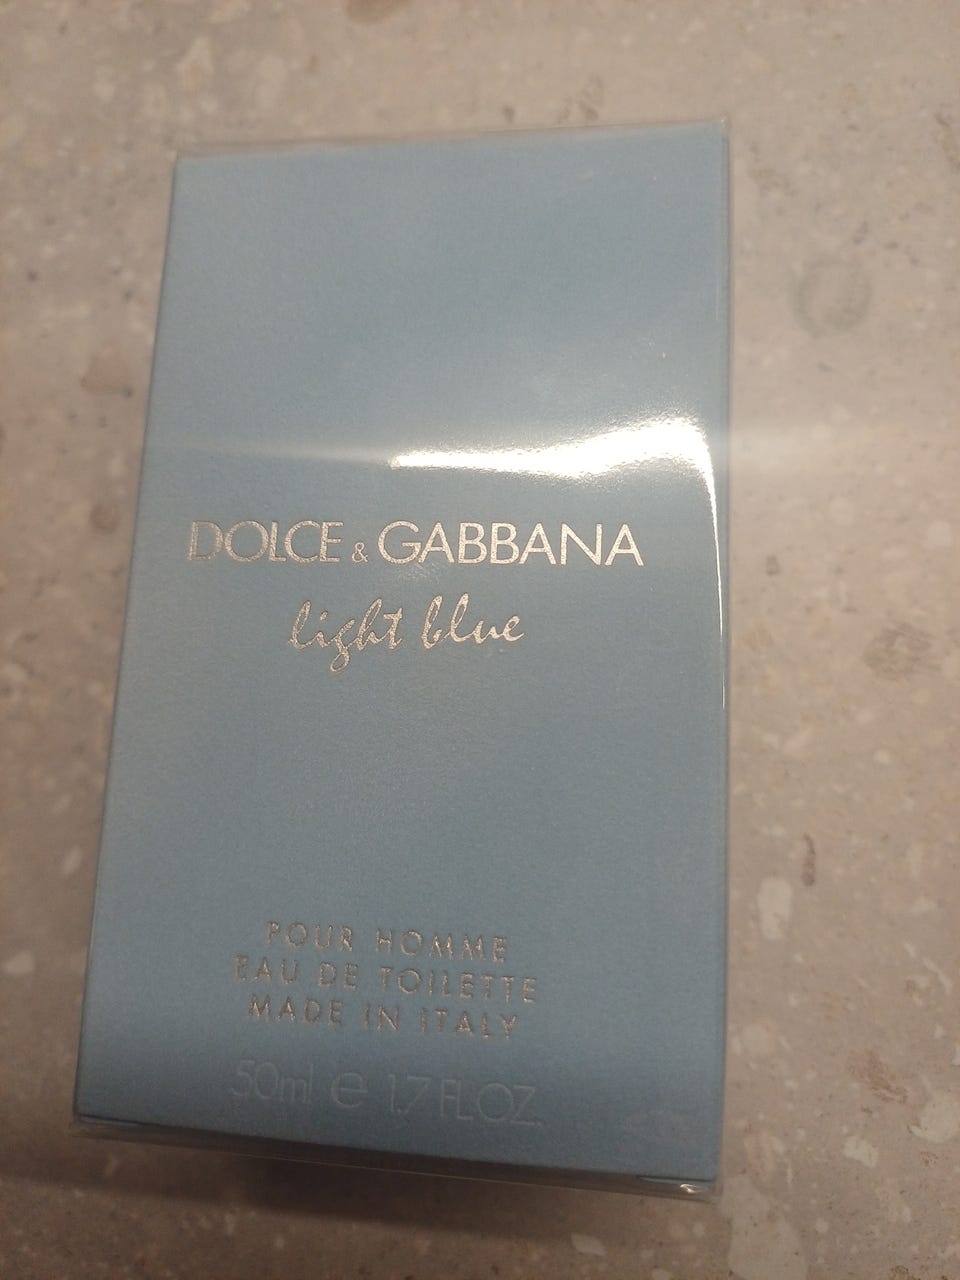 DOLCE & GABBANA
light blue
POUR HOMME
EAU DE TOILETTE
MADE IN ITALY
50ml e 1.7 FL.OZ.